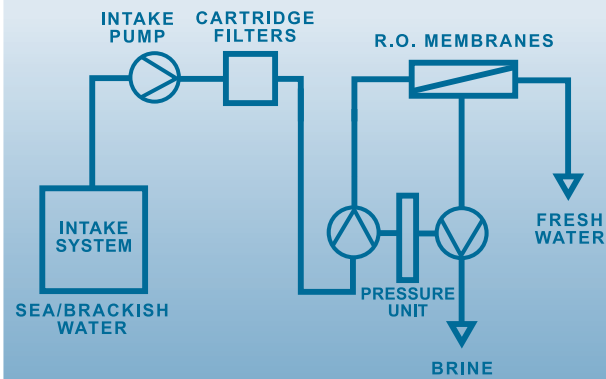 INTAKE
PUMP
CARTRIDGE
FILTERS
R.O. MEMBRANES
INTAKE
SYSTEM
SEA/BRACKISH
WATER
PRESSURE
UNIT
FRESH
WATER
BRINE